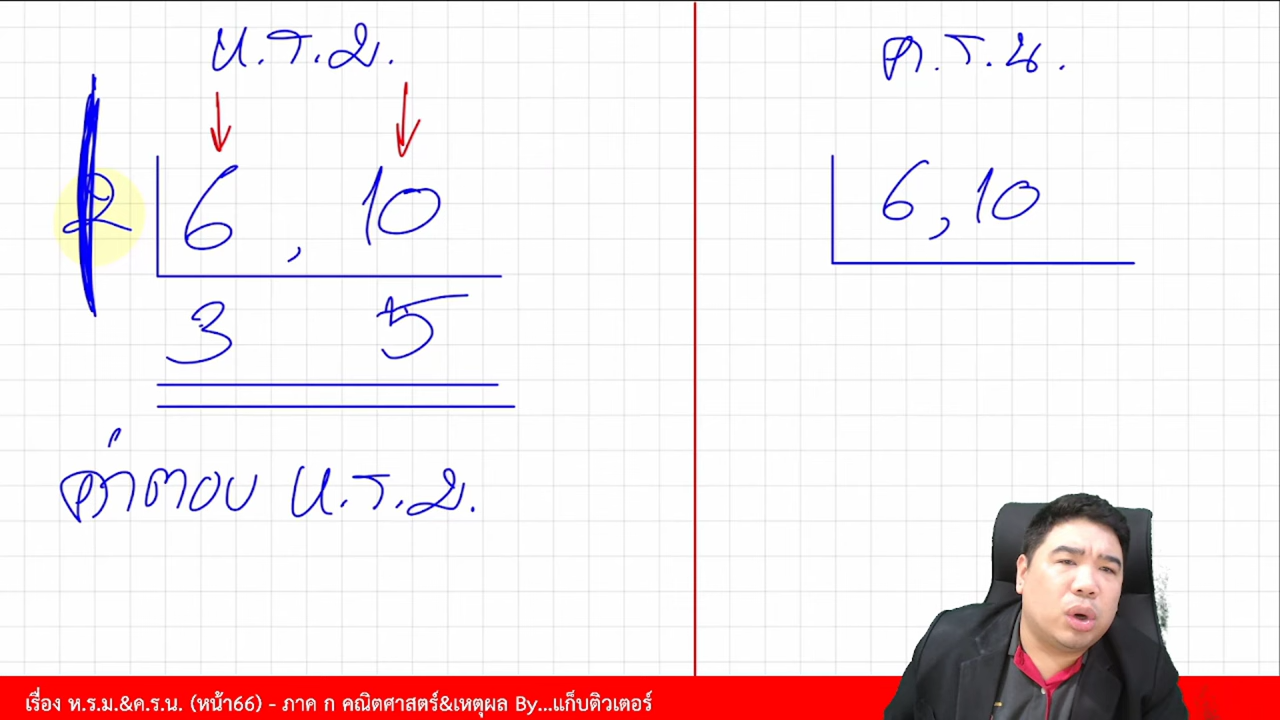 ห.ร.ม.
2 6 , 10
3 5
คำตอบ ห.ร.ม.
ค.ร.น.
6 , 10
เรื่อง ห.ร.ม.&ค.ร.น. (หน้า66) - ภาค ก คณิตศาสตร์&เหตุผล By...แก็บติวเตอร์